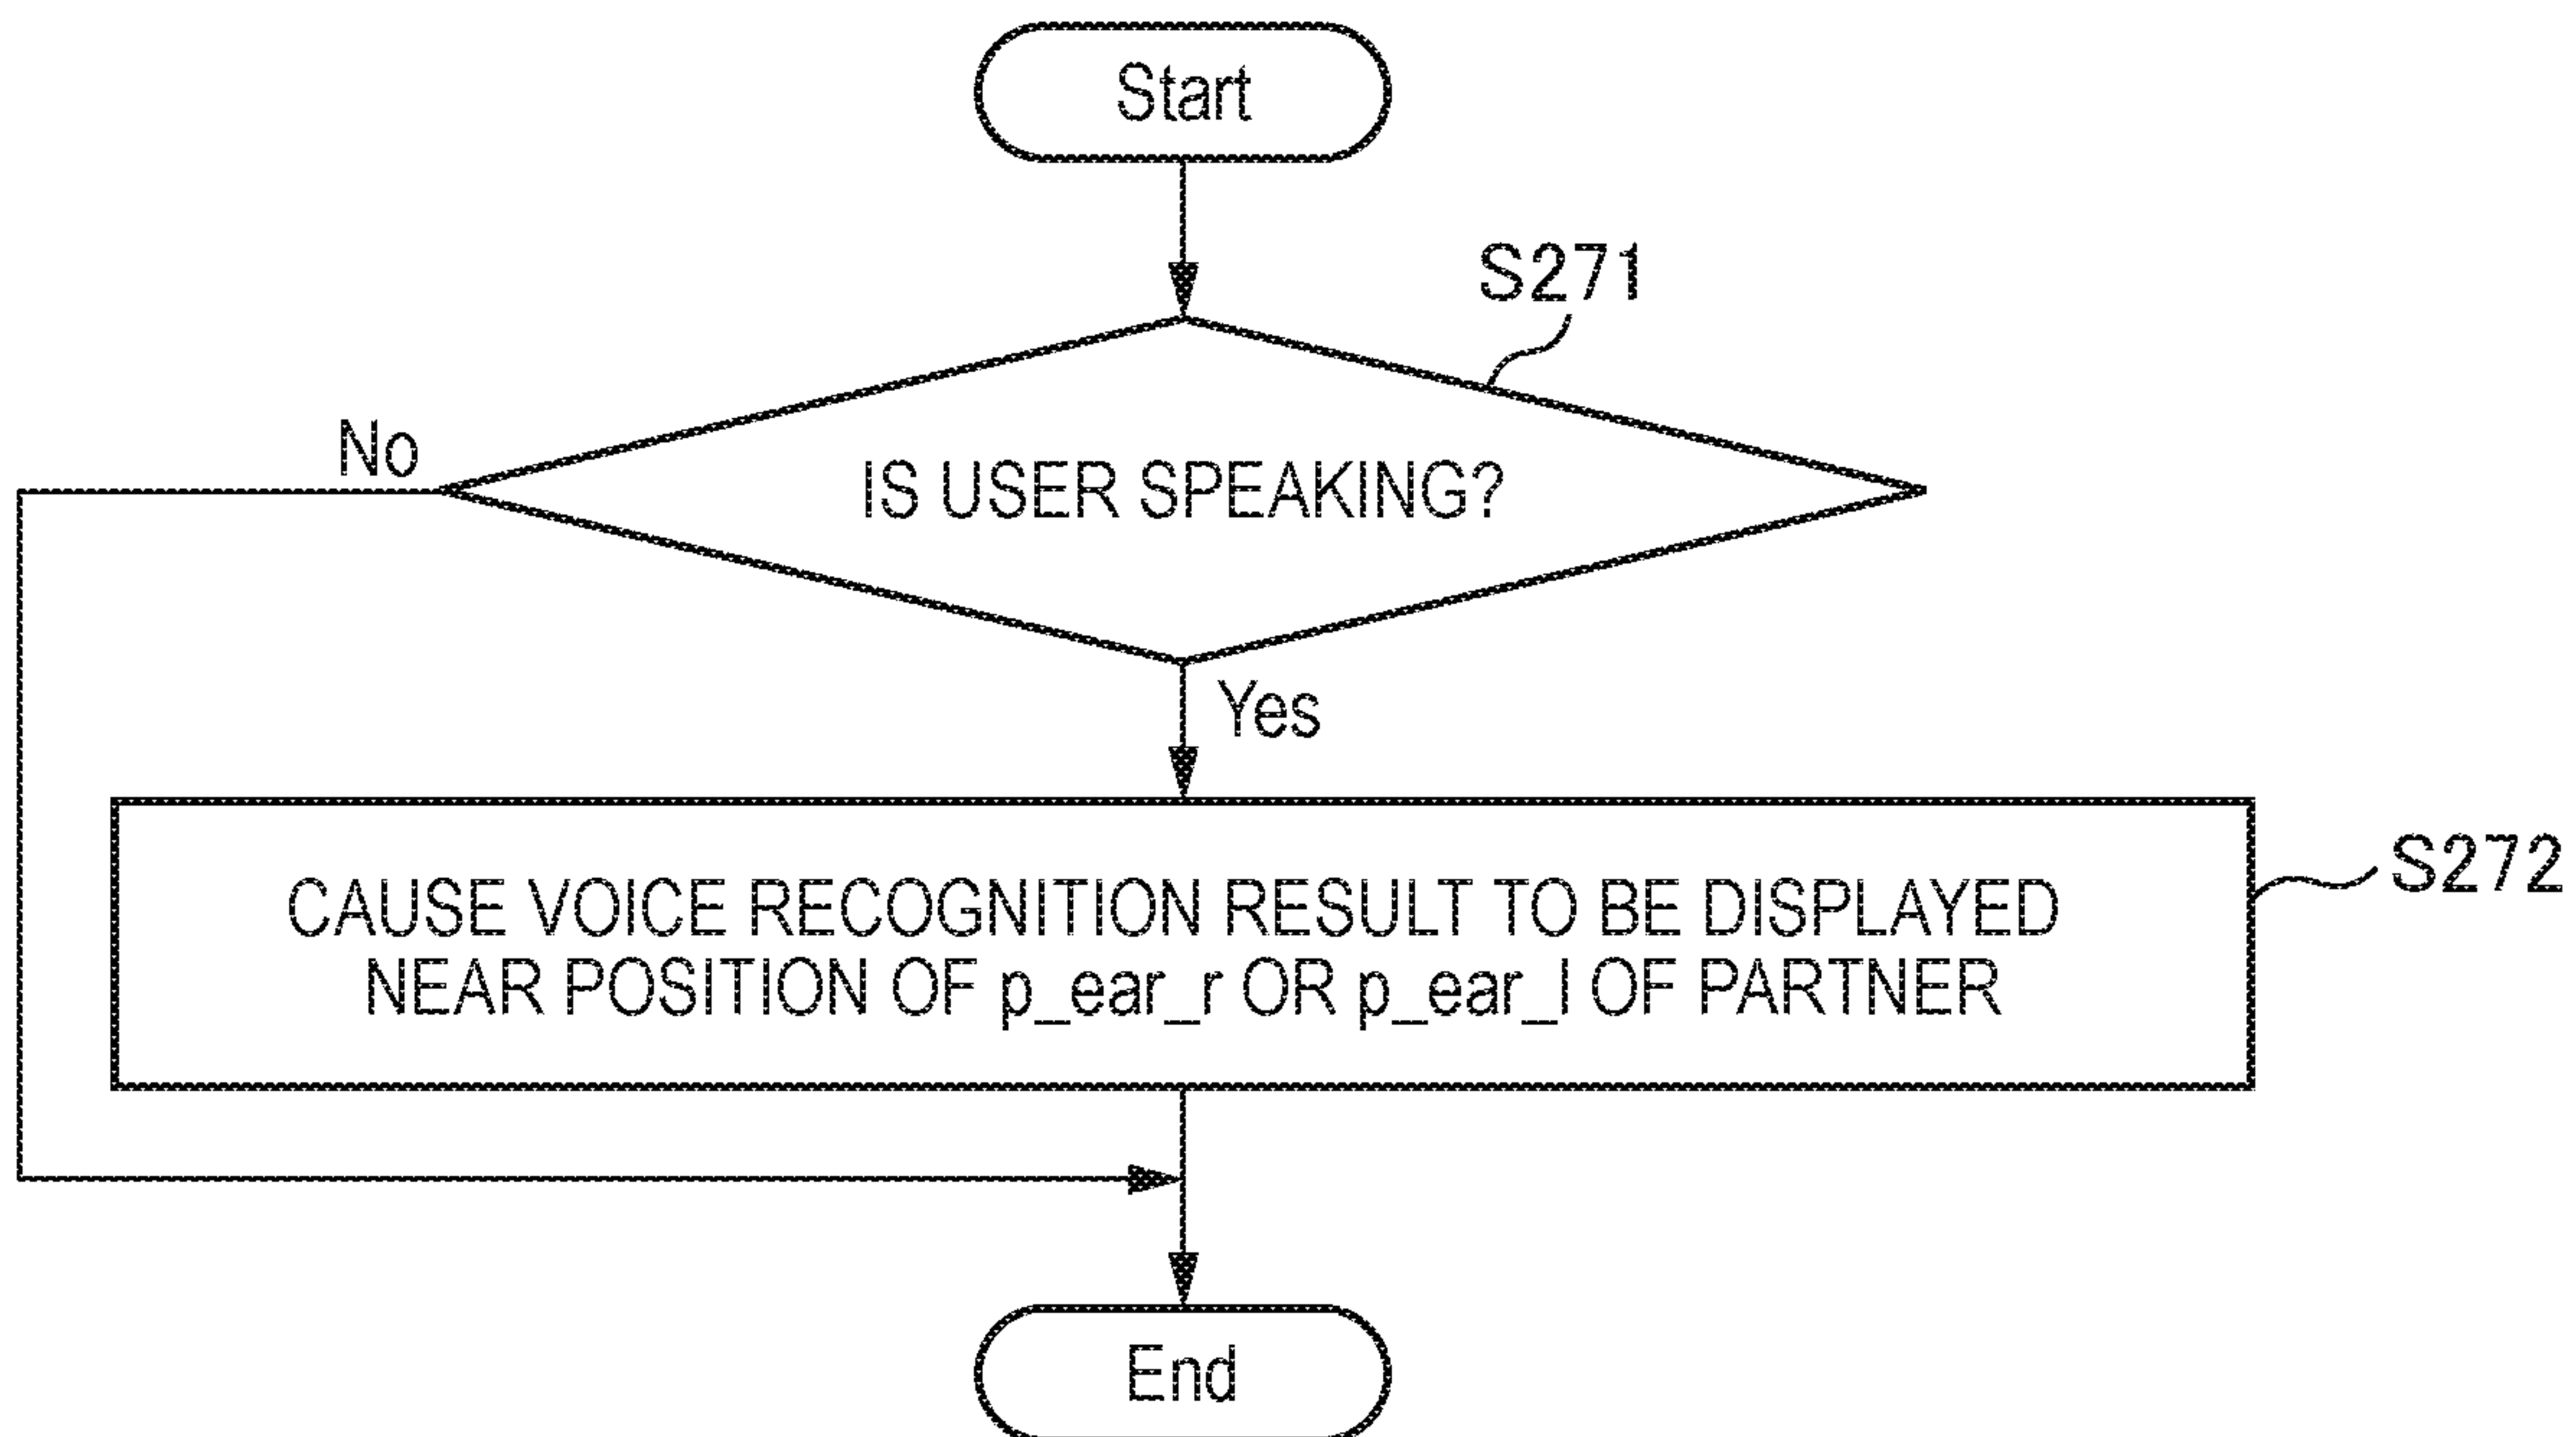 Start
S271
No
IS USER SPEAKING?
Yes
CAUSE VOICE RECOGNITION RESULT TO BE DISPLAYED
NEAR POSITION OF p_ear_r OR p_ear_l OF PARTNER
S272
End